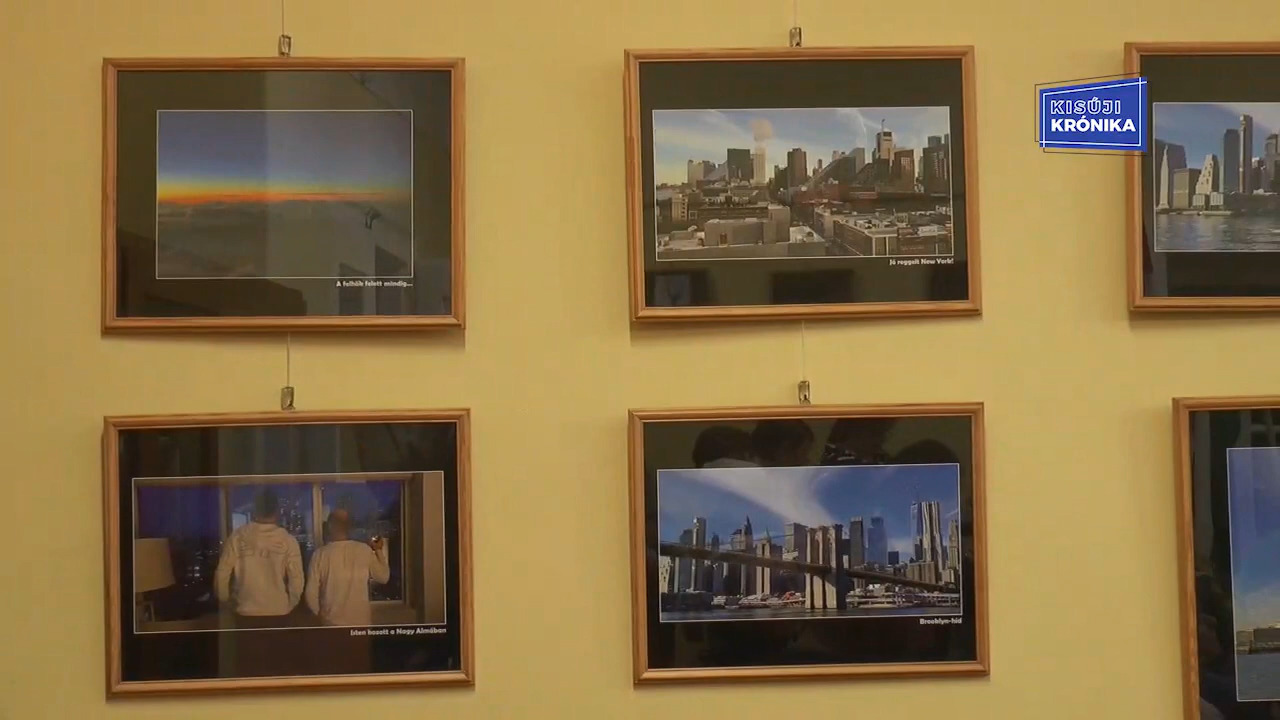 KISÚJI
KRÓNIKA
A felhők felett mindig...
Jó reggelt New York!
Isten hozott a Nagy Almában
Brooklyn-híd